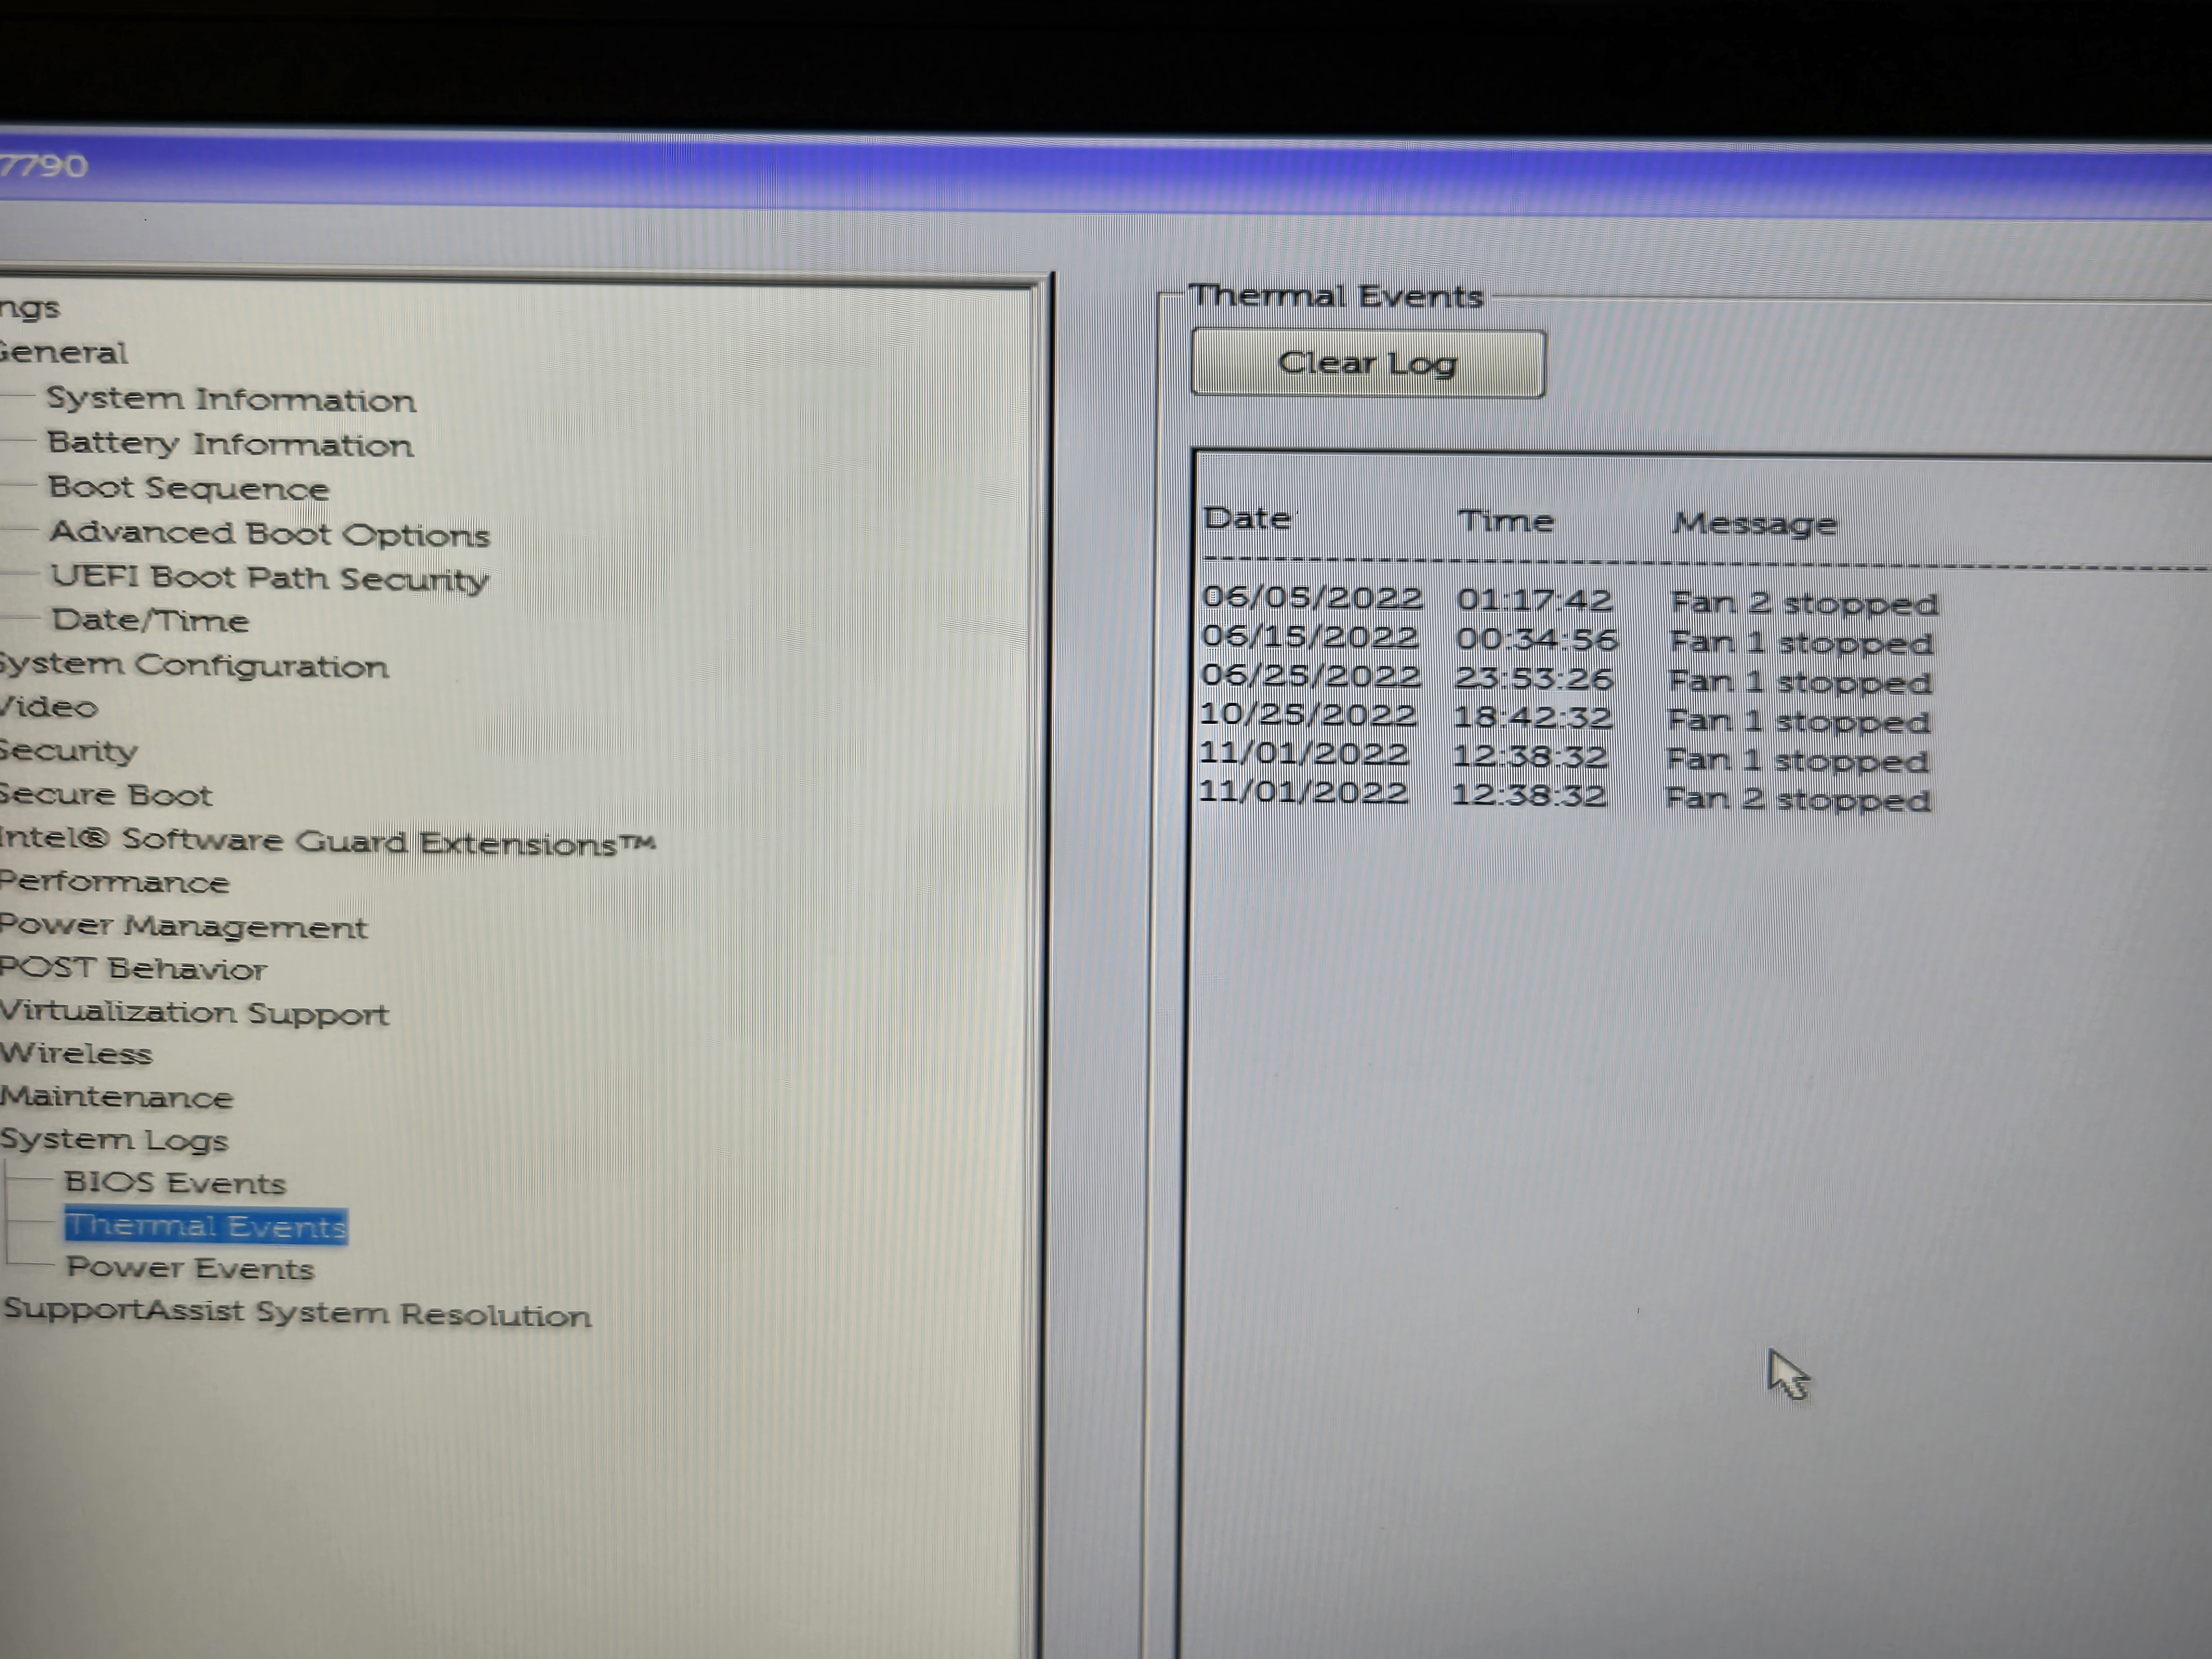 7790
ngs
General
System Information
Battery Information
Boot Sequence
Advanced Boot Options
UEFI Boot Path Security
Date/Time
System Configuration
Video
Security
Secure Boot
Intel® Software Guard Extensions™
Performance
Power Management
POST Behavior
Virtualization Support
Wireless
Maintenance
System Logs
BIOS Events
Thermal Events
Power Events
SupportAssist System Resolution
Thermal Events
Clear Log
Date Time Message
06/05/2022 01:17:42 Fan 2 stopped
06/15/2022 00:34:56 Fan 1 stopped
06/25/2022 23:53:26 Fan 1 stopped
10/25/2022 18:42:32 Fan 1 stopped
11/01/2022 12:38:32 Fan 1 stopped
11/01/2022 12:38:32 Fan 2 stopped